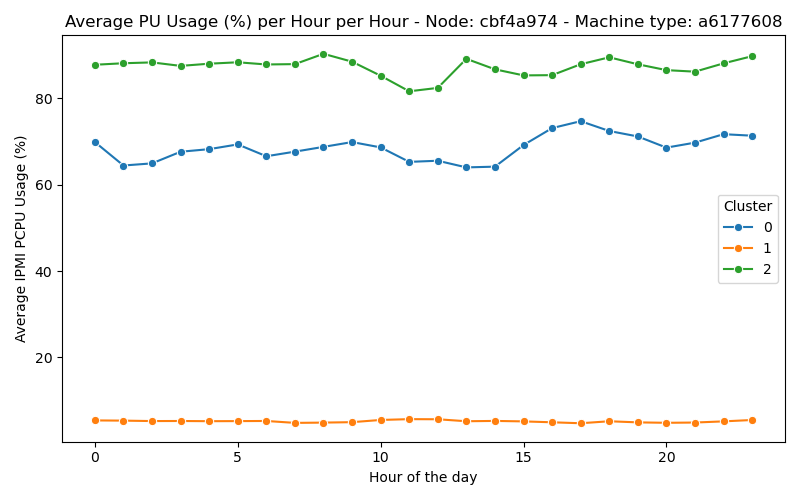 Average PU Usage (%) per Hour per Hour - Node: cbf4a974 - Machine type: a6177608
Average IPMI PCPU Usage (%)
80
60
40
20
Cluster
0
1
2
0 5 10 15 20
Hour of the day